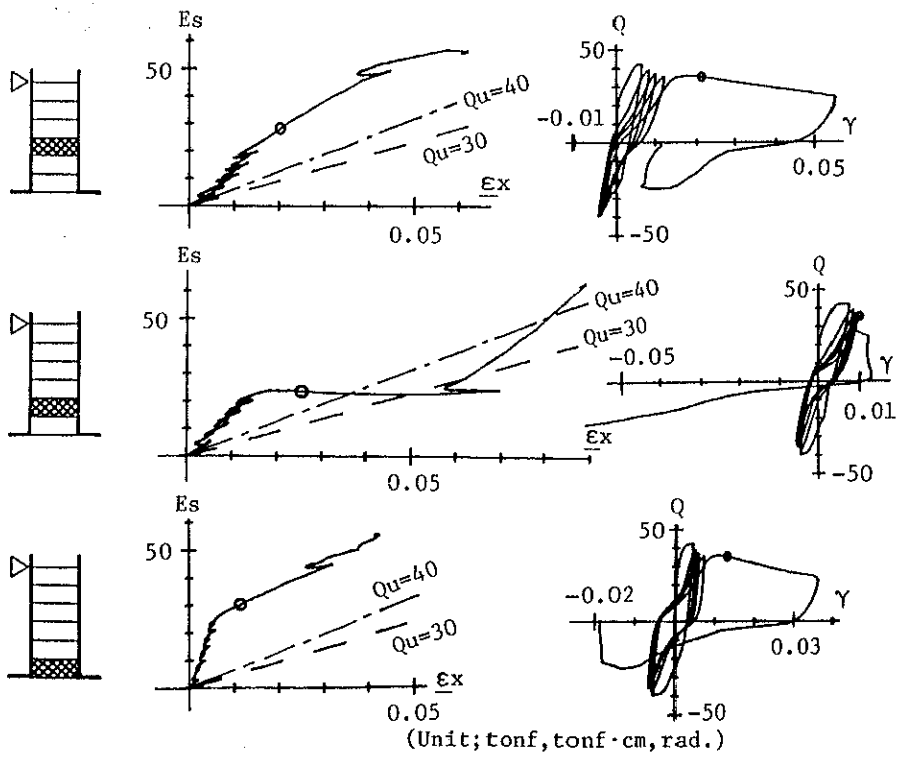 Es
50
Qu=40
Qu=30
εx
0.05
Q
50
-0.01
γ
0.05
-50
Es
50
Qu=40
Qu=30
εx
0.05
Q
50
-0.05
γ
0.01
-50
Es
50
Qu=40
Qu=30
εx
0.05
Q
50
-0.02
γ
0.03
-50
(Unit;tonf,tonf·cm,rad.)